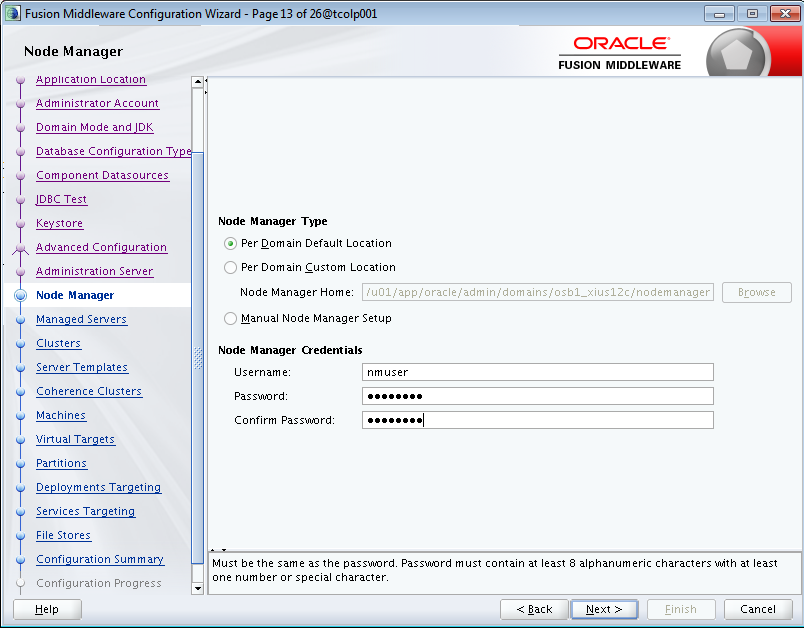 Fusion Middleware Configuration Wizard - Page 13 of 26@tcolp001
Node Manager
ORACLE
FUSION MIDDLEWARE
Application Location
Administrator Account
Domain Mode and JDK
Database Configuration Type
Component Datasources
JDBC Test
Keystore
Advanced Configuration
Administration Server
Node Manager
Managed Servers
Clusters
Server Templates
Coherence Clusters
Machines
Virtual Targets
Partitions
Deployments Targeting
Services Targeting
File Stores
Configuration Summary
Configuration Progress
Node Manager Type
Per Domain Default Location
Per Domain Custom Location
Node Manager Home: /u01/app/oracle/admin/domains/osb1_xius12c/nodemanager Browse
Manual Node Manager Setup
Node Manager Credentials
Username: nmuser
Password: ●●●●●●●●
Confirm Password: ●●●●●●●●
Must be the same as the password. Password must contain at least 8 alphanumeric characters with at least
one number or special character.
Help < Back Next > Finish Cancel